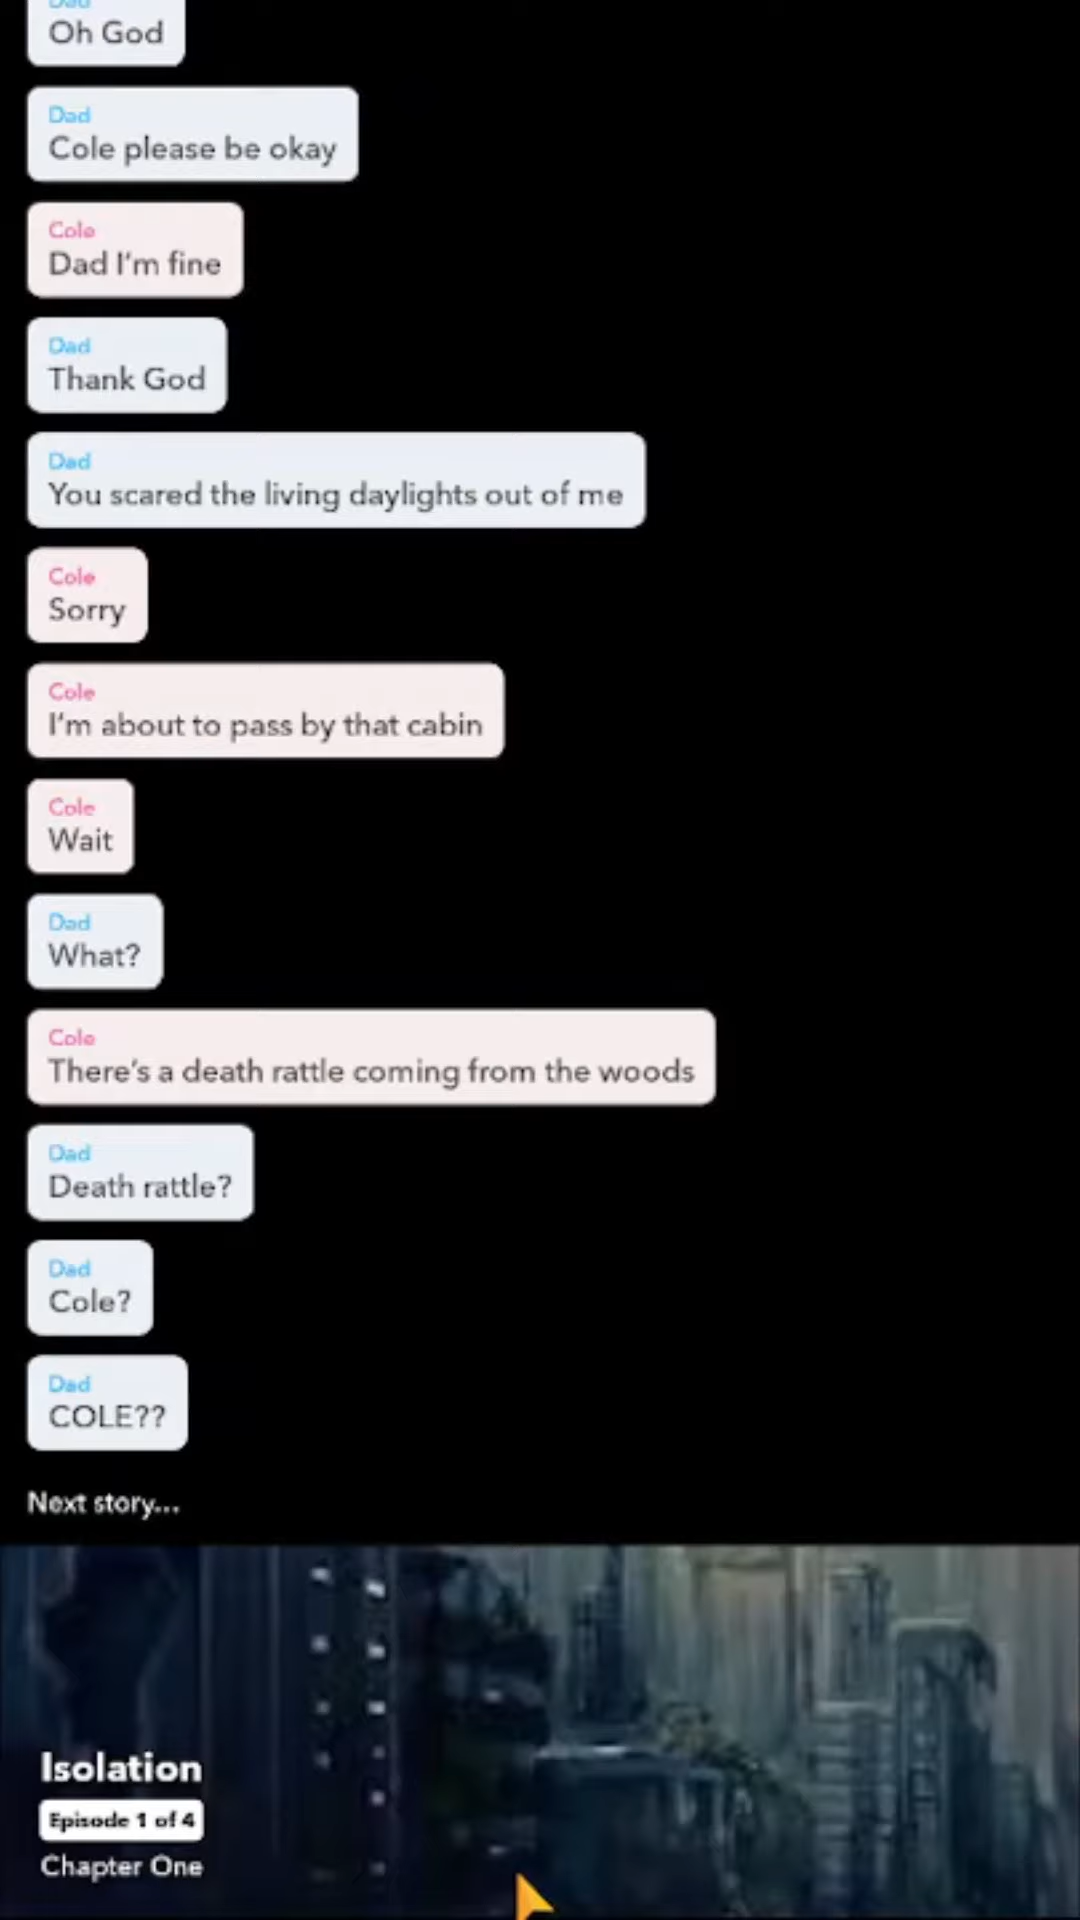 Dad
Oh God
Dad
Cole please be okay
Cole
Dad I'm fine
Dad
Thank God
Dad
You scared the living daylights out of me
Cole
Sorry
Cole
I'm about to pass by that cabin
Cole
Wait
Dad
What?
Cole
There's a death rattle coming from the woods
Dad
Death rattle?
Dad
Cole?
Dad
COLE??
Next story...
Isolation
Episode 1 of 4
Chapter One